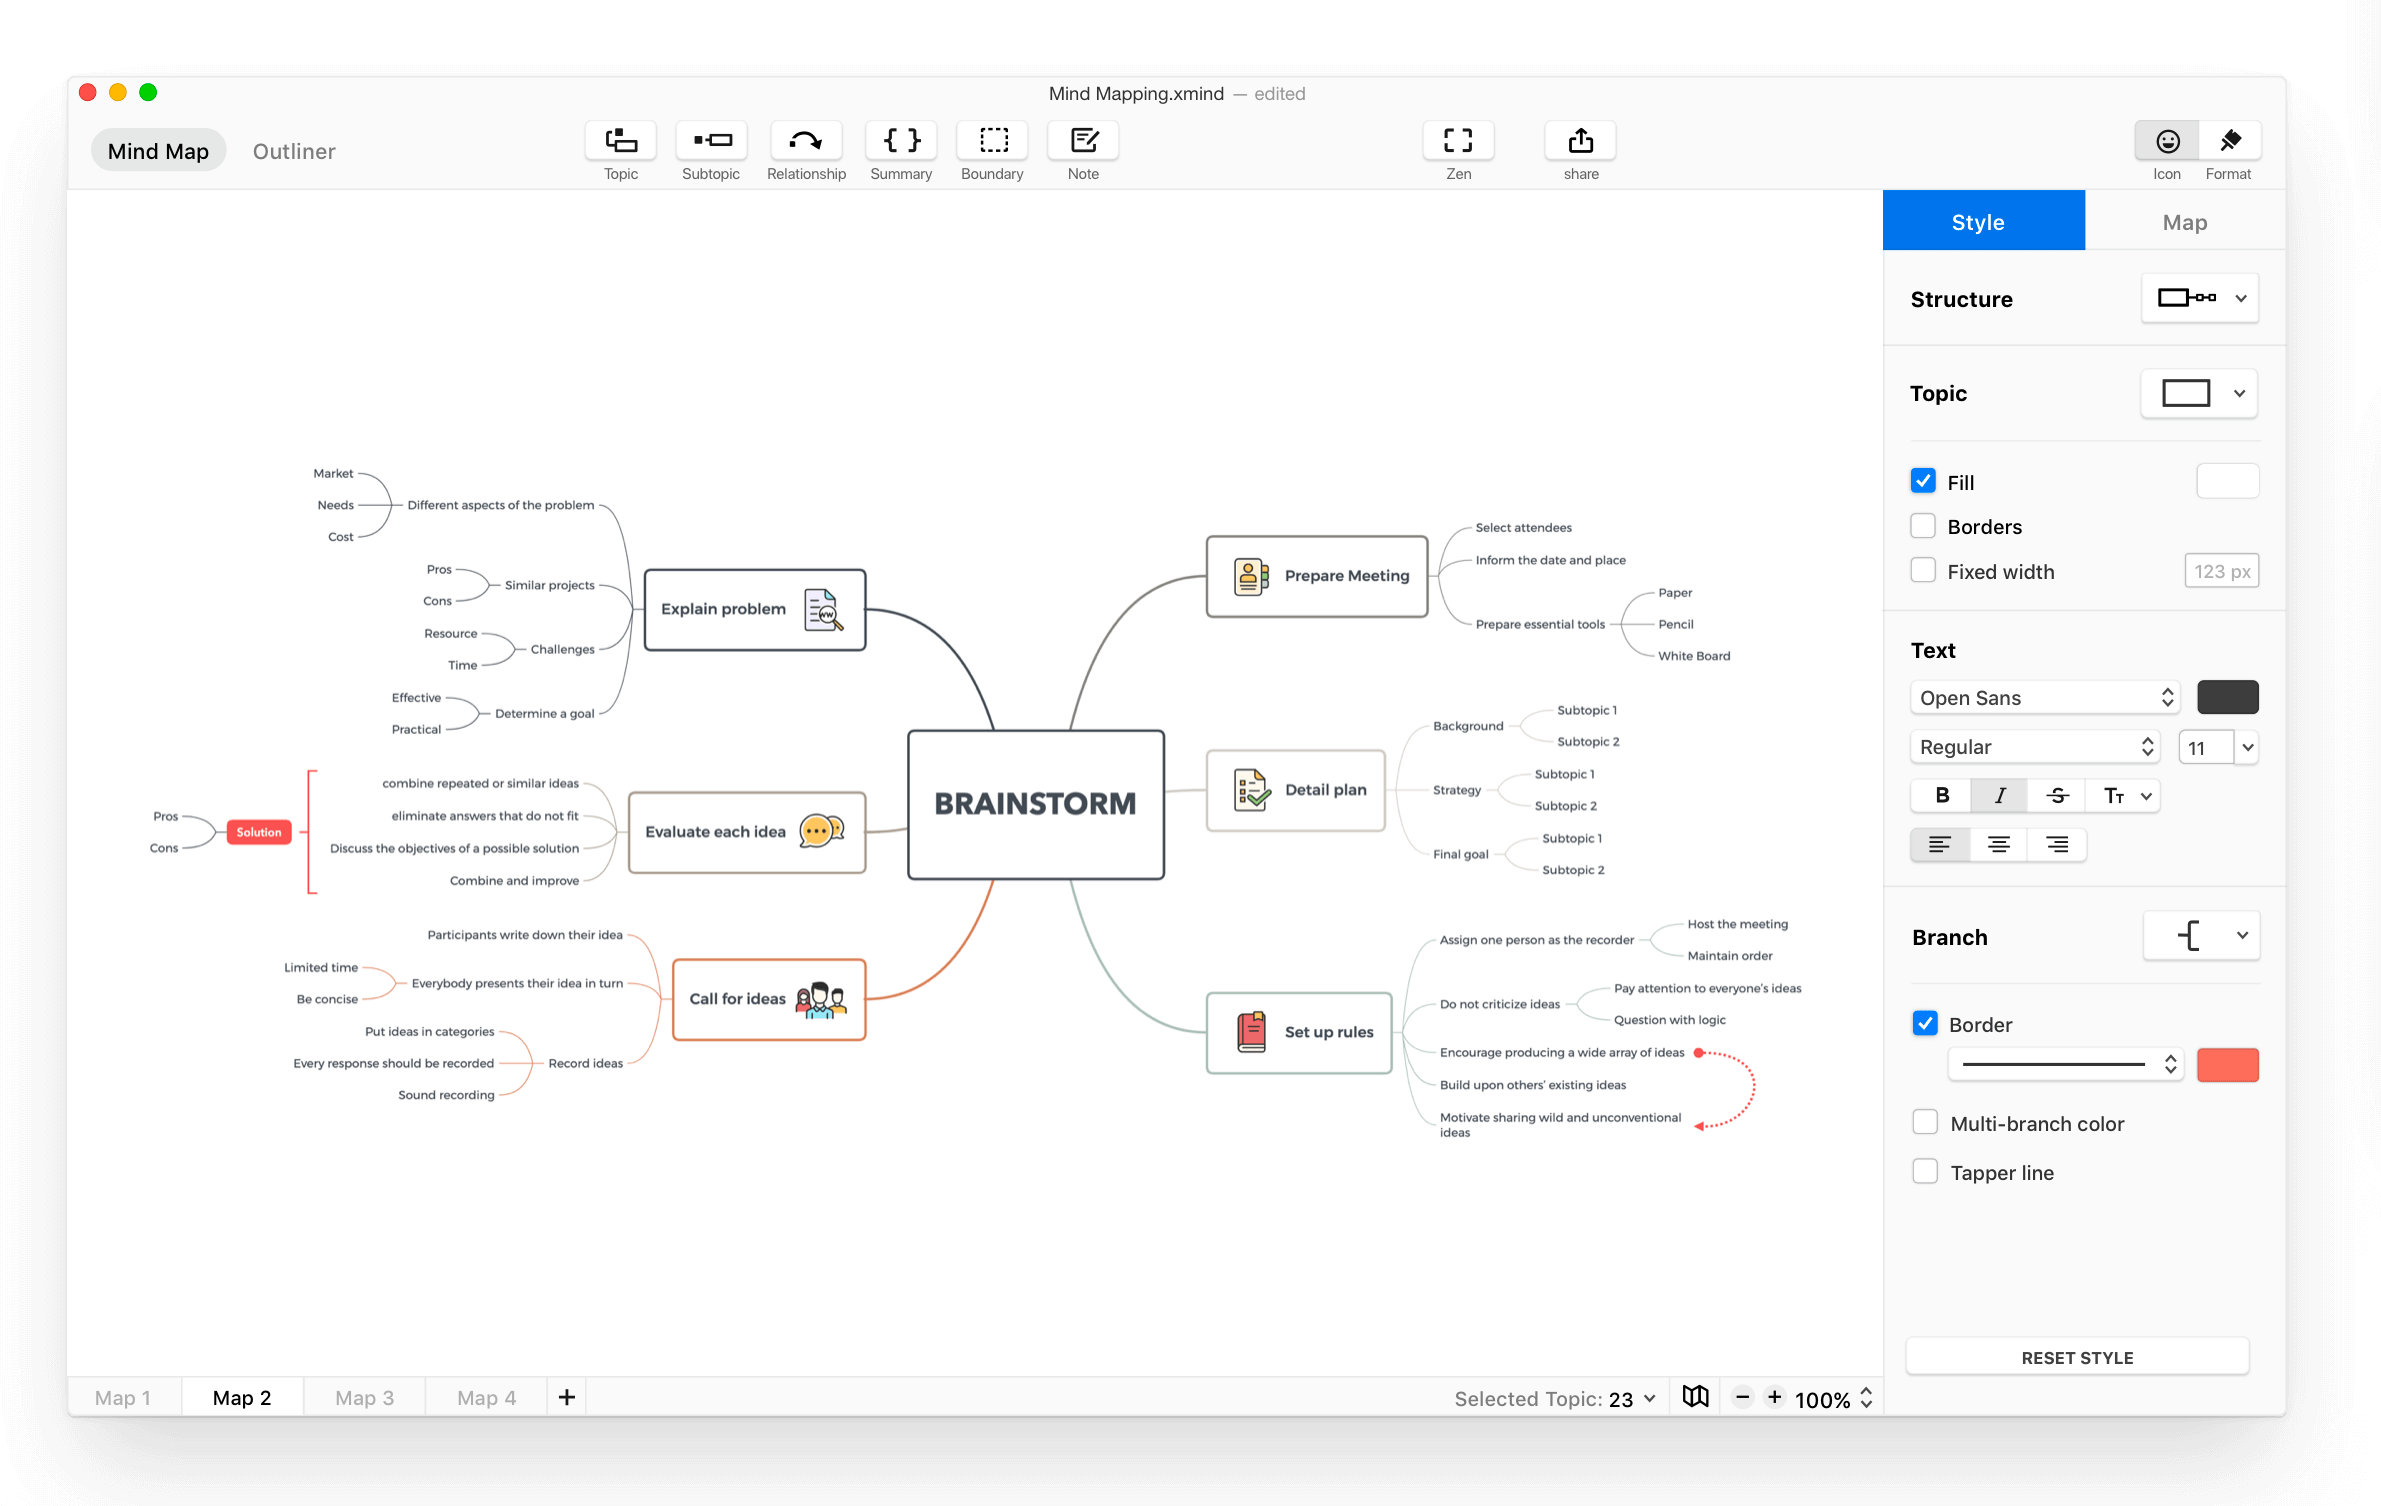 Mind Mapping.xmind — edited
Mind Map
Outliner
Topic
Subtopic
Relationship
Summary
Boundary
Note
Zen
share
Icon
Format
Market
Needs
Cost
Different aspects of the problem
Pros
Cons
Similar projects
Resource
Time
Challenges
Effective
Practical
Determine a goal
Explain problem
combine repeated or similar ideas
eliminate answers that do not fit
Discuss the objectives of a possible solution
Combine and improve
Pros
Cons
Solution
Evaluate each idea
Participants write down their idea
Limited time
Be concise
Everybody presents their idea in turn
Put ideas in categories
Every response should be recorded
Sound recording
Record ideas
Call for ideas
BRAINSTORM
Prepare Meeting
Select attendees
Inform the date and place
Prepare essential tools
Paper
Pencil
White Board
Detail plan
Background
Subtopic 1
Subtopic 2
Strategy
Subtopic 1
Subtopic 2
Final goal
Subtopic 1
Subtopic 2
Set up rules
Assign one person as the recorder
Host the meeting
Maintain order
Do not criticize ideas
Pay attention to everyone's ideas
Question with logic
Encourage producing a wide array of ideas
Build upon others' existing ideas
Motivate sharing wild and unconventional
ideas
Style
Map
Structure
Topic
Fill
Borders
Fixed width
123 px
Text
Open Sans
Regular
11
B I S TT
Branch
Border
Multi-branch color
Tapper line
RESET STYLE
Map 1
Map 2
Map 3
Map 4
+
Selected Topic: 23
− + 100%